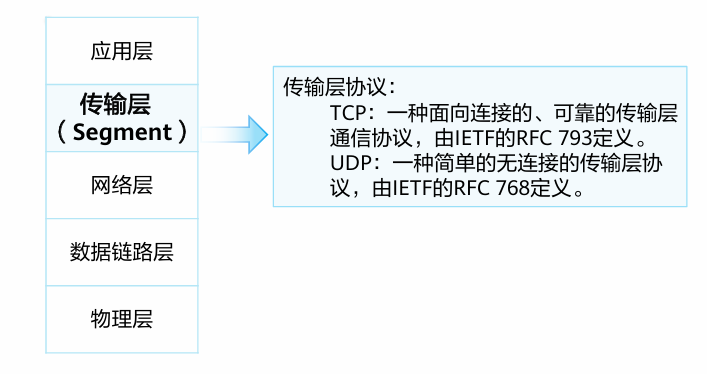 应用层
传输层
（Segment）
网络层
数据链路层
物理层
传输层协议：
TCP：一种面向连接的、可靠的传输层
通信协议，由IETF的RFC 793定义。
UDP：一种简单的无连接的传输层协
议，由IETF的RFC 768定义。